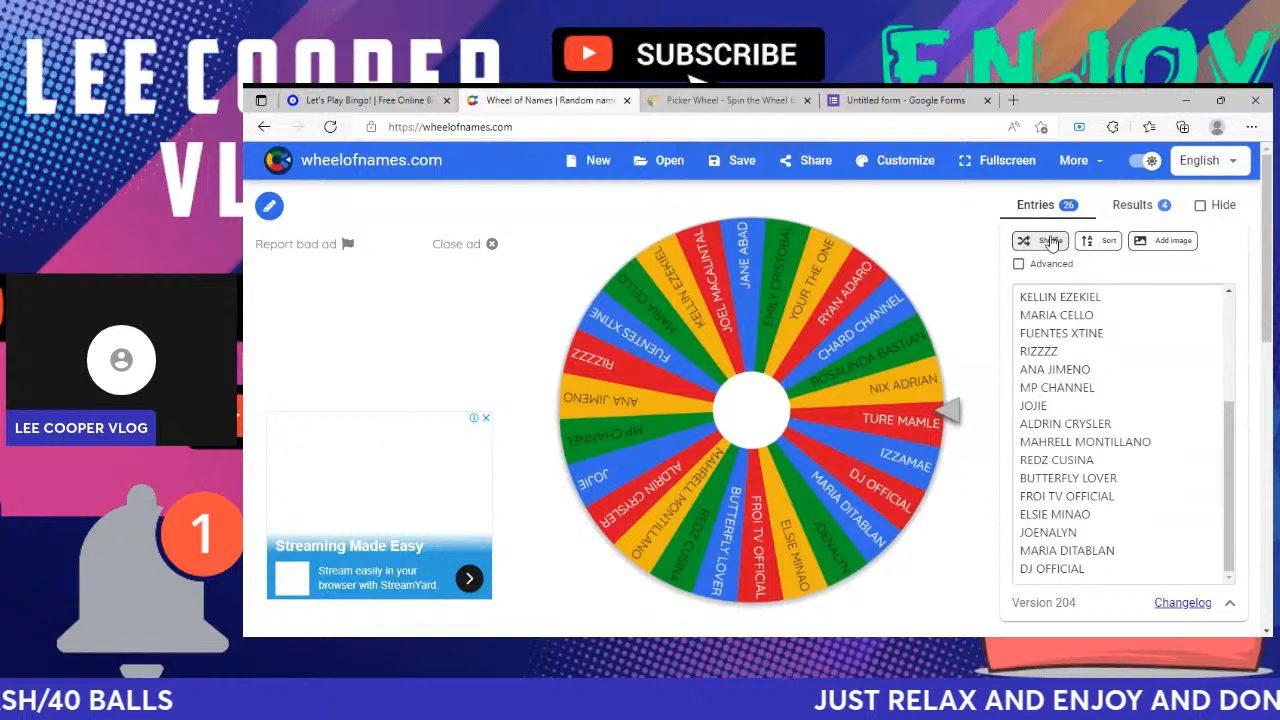 LEE COOPER
VL
SUBSCRIBE
ENJOY
Let's Play Bingo! | Free Online B
Wheel of Names | Random name
Picker Wheel - Spin the Wheel t
Untitled form - Google Forms
https://wheelofnames.com
wheelofnames.com
New
Open
Save
Share
Customize
Fullscreen
More
English
Report bad ad
Close ad
Entries 26
Results 4
Hide
Shuffle
Sort
Add image
Advanced
KELLIN EZEKIEL
MARIA CELLO
FUENTES XTINE
RIZZZZ
ANA JIMENO
MP CHANNEL
JOJIE
ALDRIN CRYSLER
MAHRELL MONTILLANO
REDZ CUSINA
BUTTERFLY LOVER
FROI TV OFFICIAL
ELSIE MINAO
JOENALYN
MARIA DITABLAN
DJ OFFICIAL
Version 204
Changelog
JANE ABAD
EMILY CRISTOBAL
YOUR THE ONE
RYAN ADARO
CHARD CHANNEL
ROSALINDA BASTIAN
NIX ADRIAN
TURE MAMLE
IZZAMAE
DJ OFFICIAL
MARIA DITABLAN
JOENALYN
ELSIE MINAO
FROI TV OFFICIAL
BUTTERFLY LOVER
REDZ CUSINA
MAHRELL MONTILLANO
ALDRIN CRYSLER
JOJIE
MP CHANNEL
ANA JIMENO
RIZZZZ
FUENTES XTINE
MARIA CELLO
KELLIN EZEKIEL
JOEL MACALINTAL
Streaming Made Easy
Stream easily in your
browser with StreamYard.
LEE COOPER VLOG
1
ASH/40 BALLS
JUST RELAX AND ENJOY AND DON